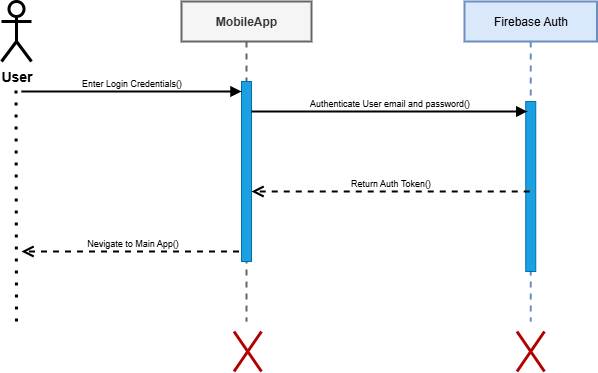 MobileApp
Firebase Auth
User
Enter Login Credentials()
Authenticate User email and password()
Return Auth Token()
Nevigate to Main App()